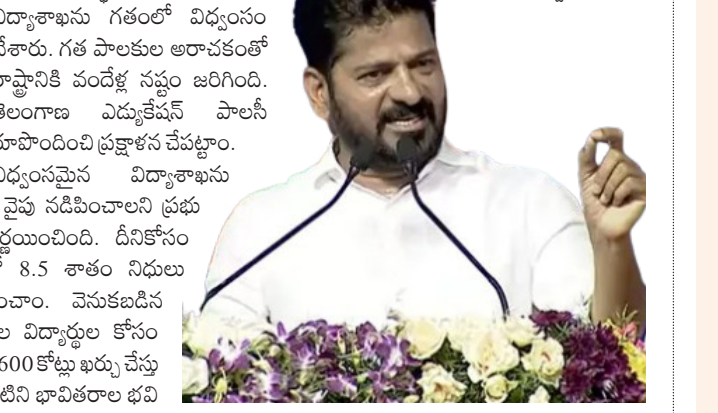 విద్యాశాఖను గతంలో విధ్వంసం
చేశారు. గత పాలకుల అరాచకంతో
రాష్ట్రానికి వందేళ్ల నష్టం జరిగింది.
తెలంగాణ ఎడ్యుకేషన్ పాలసీ
రూపొందించి ప్రక్షాళన చేపట్టాం.
విధ్వంసమైన విద్యాశాఖను
వైపు నడిపించాలని ప్రభు
ర్ణయించింది. దీనికోసం
8.5 శాతం నిధులు
ంచాం. వెనుకబడిన
ల విద్యార్థుల కోసం
600 కోట్లు ఖర్చు చేస్తు
టిని భావితరాల భవి